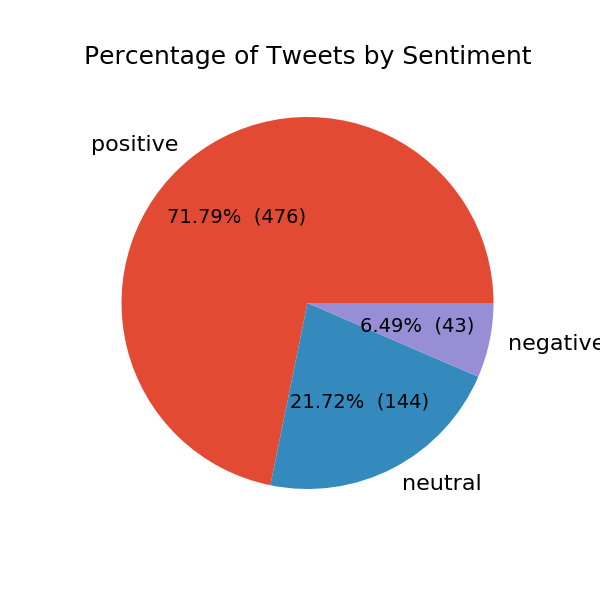 Percentage of Tweets by Sentiment
positive
71.79% (476)
6.49% (43)
negative
21.72% (144)
neutral